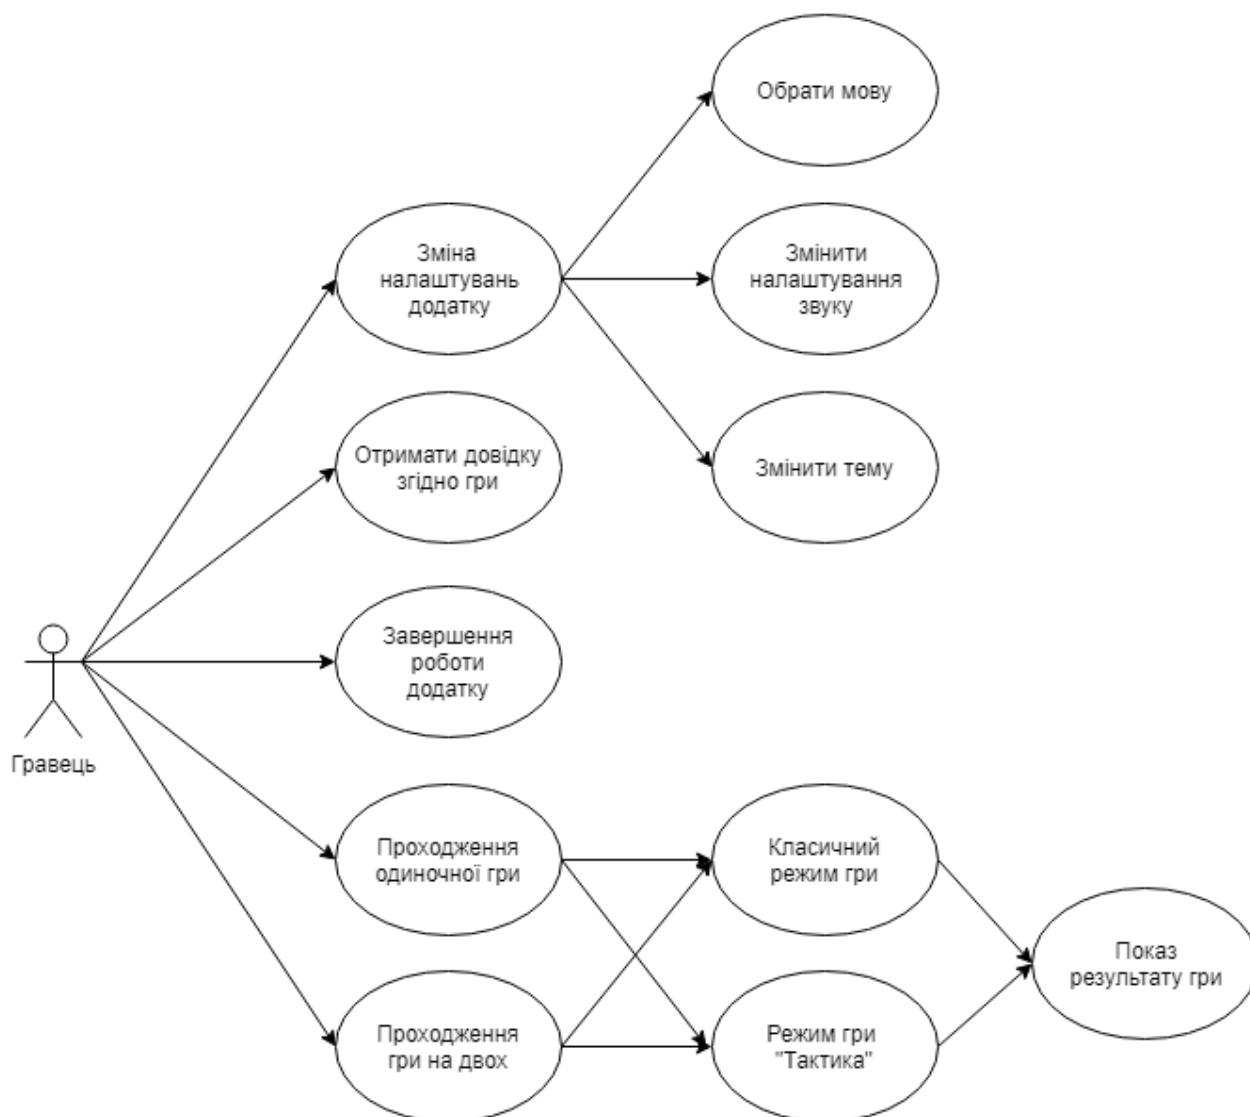 Обрати мову
Зміна
налаштувань
додатку
Змінити
налаштування
звуку
Отримати довідку
згідно гри
Змінити тему
Завершення
роботи
додатку
Гравець
Проходження
одиночної гри
Класичний
режим гри
Показ
результату гри
Проходження
гри на двох
Режим гри
"Тактика"